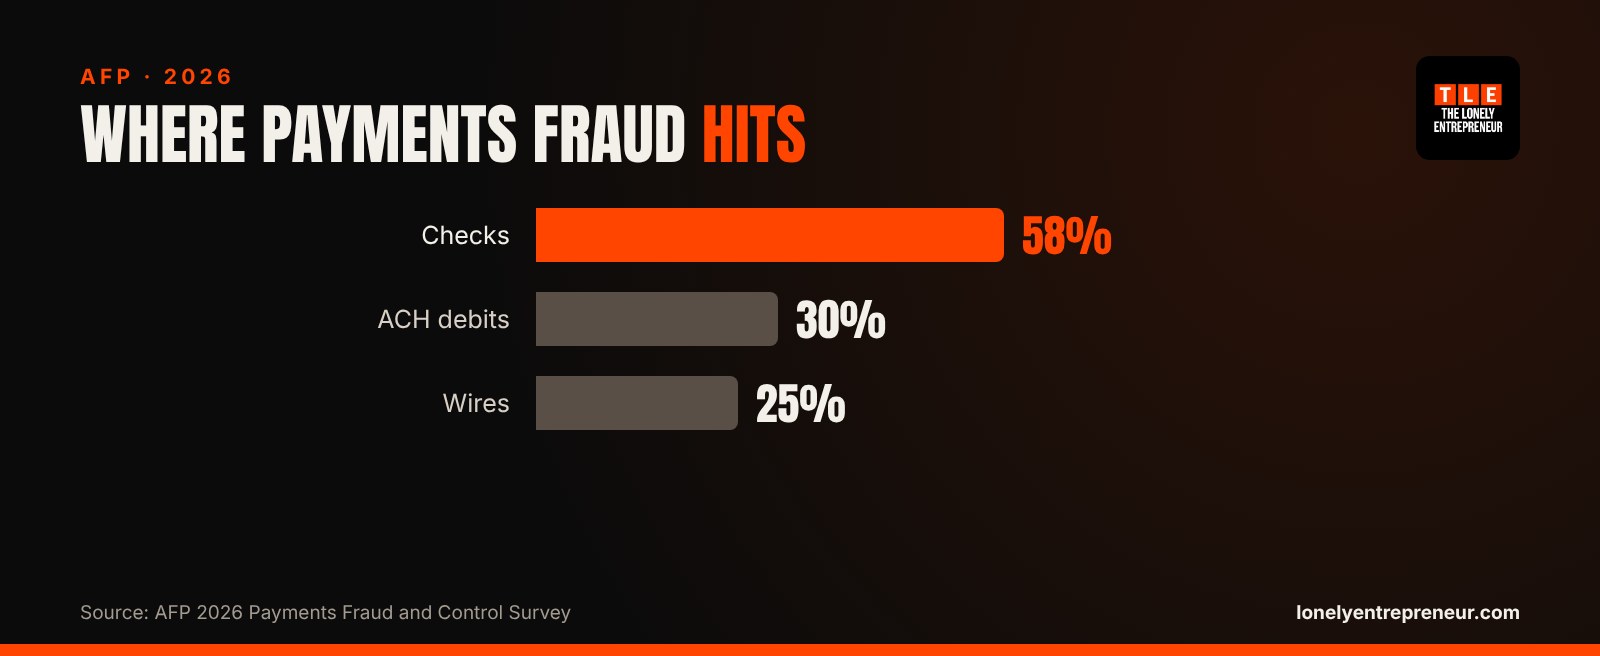 AFP · 2026
WHERE PAYMENTS FRAUD HITS
TLE
THE LONELY
ENTREPRENEUR
Checks 58%
ACH debits 30%
Wires 25%
Source: AFP 2026 Payments Fraud and Control Survey
lonelyentrepreneur.com